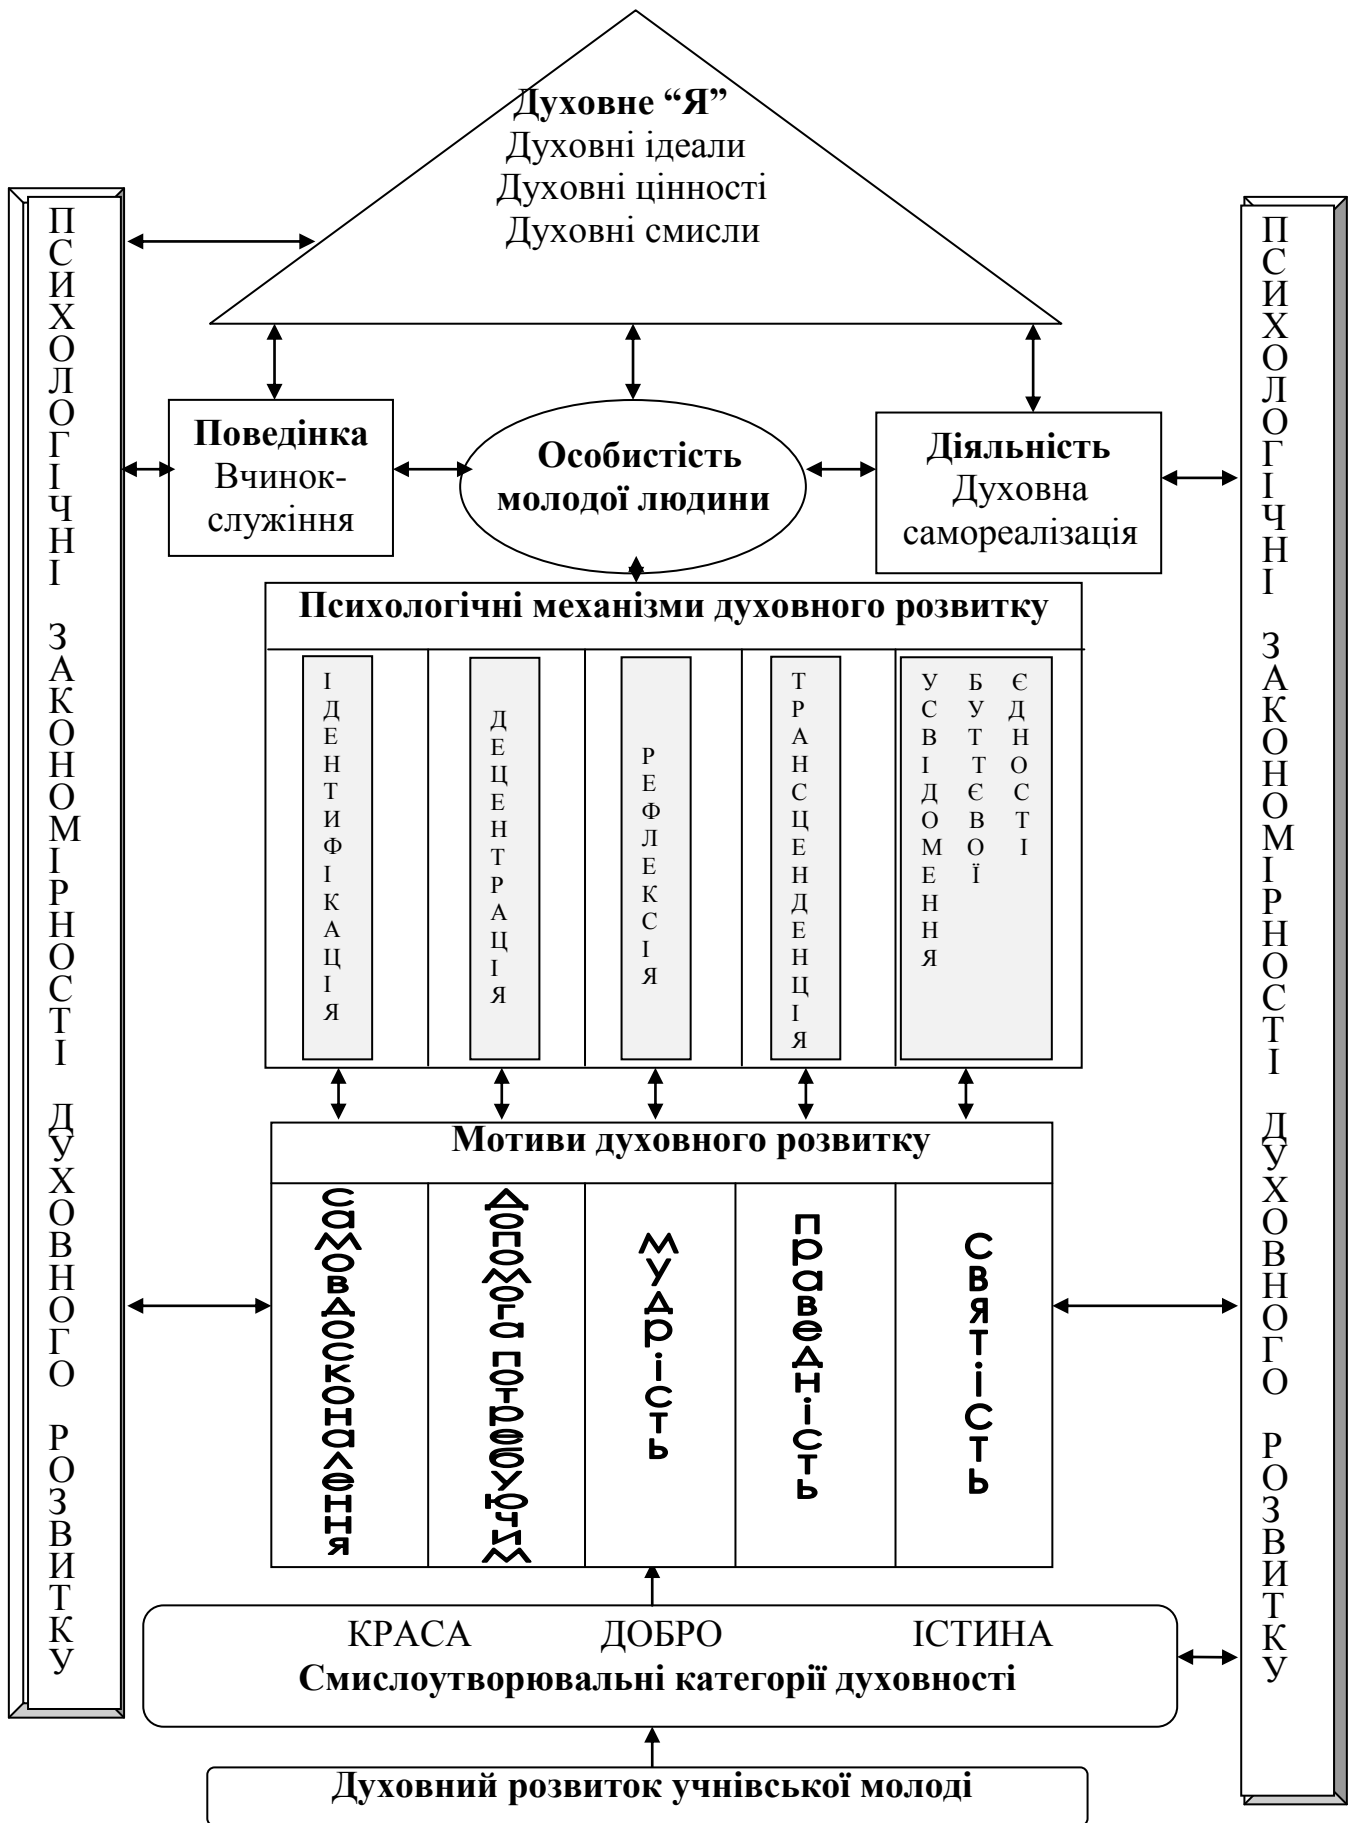 Духовне “Я”
Духовні ідеали
Духовні цінності
Духовні смисли
ПСИХОЛОГІЧНІ ЗАКОНОМІРНОСТІ ДУХОВНОГО РОЗВИТКУ
Поведінка
Вчинок-
служіння
Особистість
молодої людини
Діяльність
Духовна
самореалізація
ПСИХОЛОГІЧНІ ЗАКОНОМІРНОСТІ ДУХОВНОГО РОЗВИТКУ
Психологічні механізми духовного розвитку
ІДЕНТИФІКАЦІЯ
ДЕЦЕНТРАЦІЯ
РЕФЛЕКСІЯ
ТРАНСЦЕНДЕНЦІЯ
УСВІДОМЕННЯ
БУТТЄВОЇ
ЄДНОСТІ
Мотиви духовного розвитку
Самовдосконалення
Допомога потребуючим
Мудрість
Праведність
Святість
КРАСА ДОБРО ІСТИНА
Смислоутворювальні категорії духовності
Духовний розвиток учнівської молоді